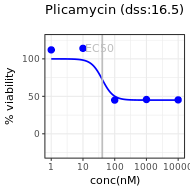 Plicamycin (dss:16.5)
EC50
100
50
0
% viability
1 10 100 1000 10000
conc(nM)